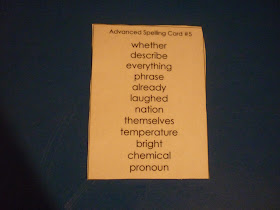 Advanced Spelling Card #5
whether
describe
everything
phrase
already
laughed
nation
themselves
temperature
bright
chemical
pronoun